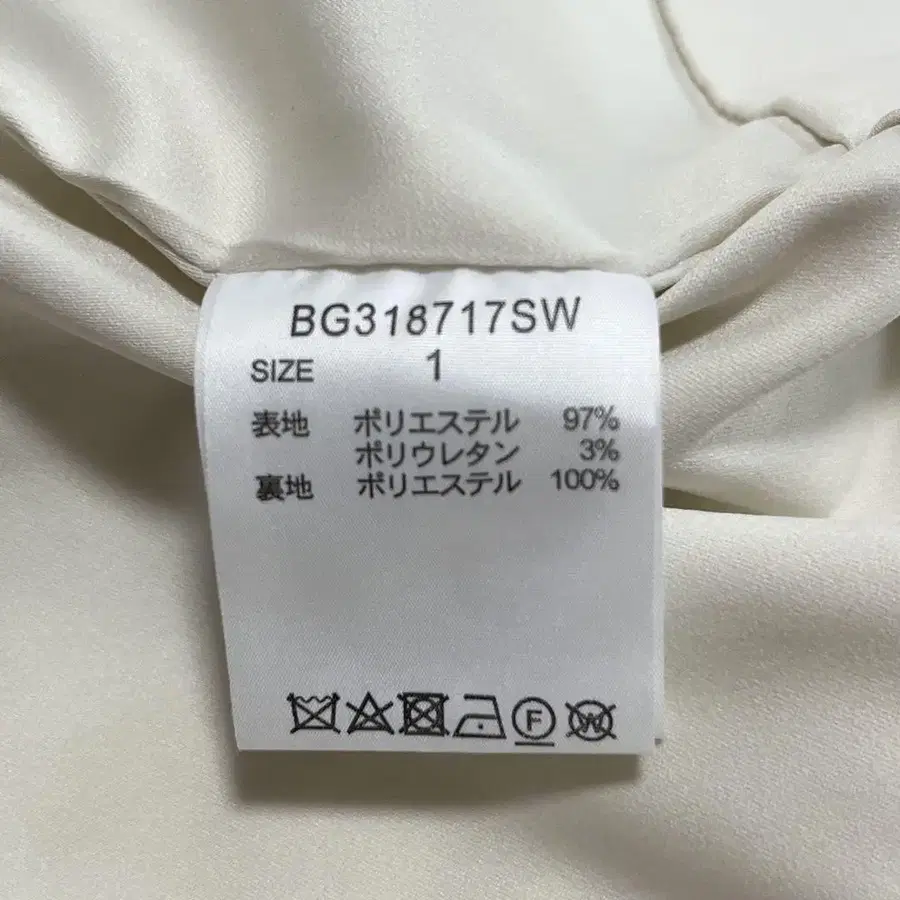 BG318717SW
SIZE 1
表地 ポリエステル 97%
ポリウレタン 3%
裏地 ポリエステル 100%
F W